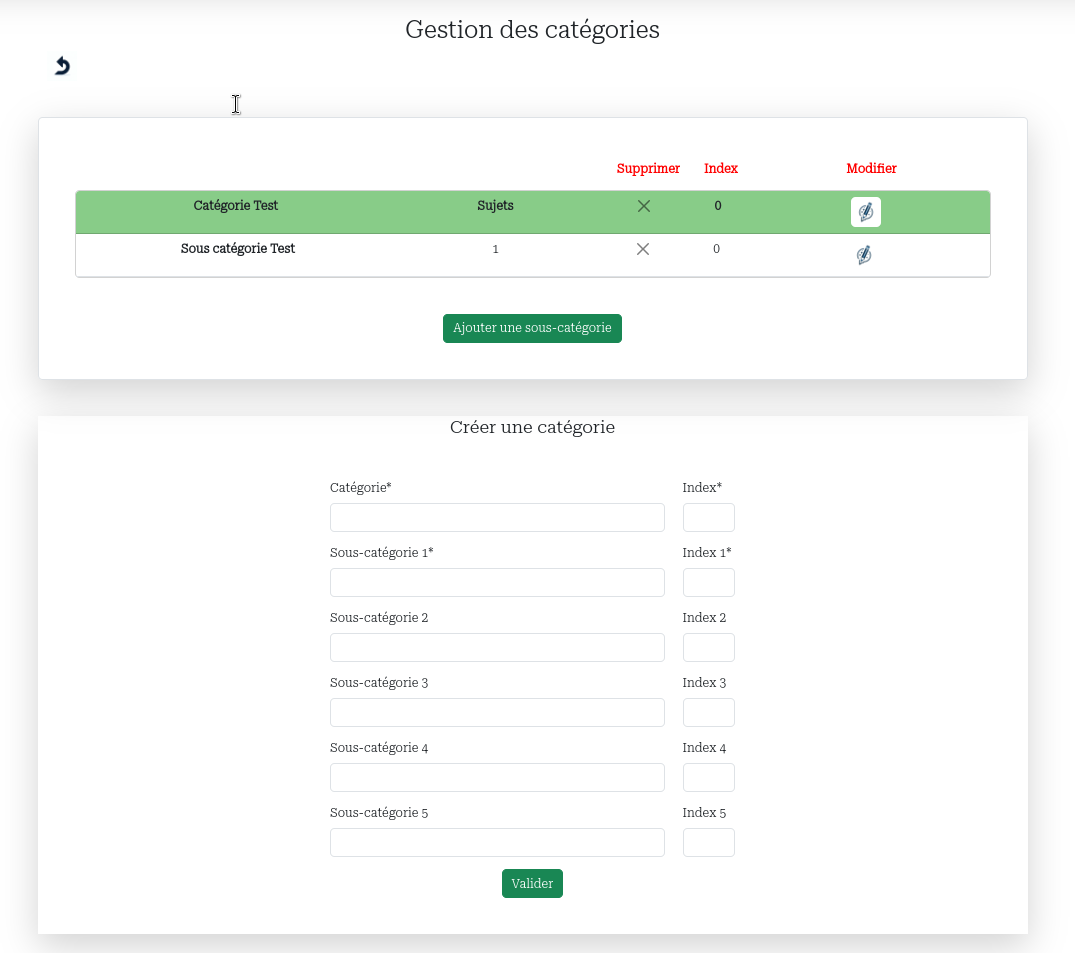 Gestion des catégories
Supprimer Index Modifier
Catégorie Test Sujets 0
Sous catégorie Test 1 0
Ajouter une sous-catégorie
Créer une catégorie
Catégorie* Index*
Sous-catégorie 1* Index 1*
Sous-catégorie 2 Index 2
Sous-catégorie 3 Index 3
Sous-catégorie 4 Index 4
Sous-catégorie 5 Index 5
Valider